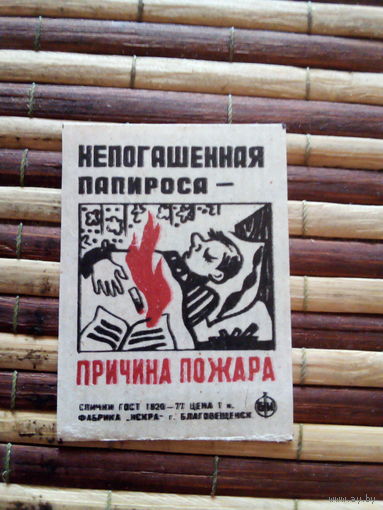 НЕПОГАШЕННАЯ
ПАПИРОСА —
ПРИЧИНА ПОЖАРА
СПИЧКИ ГОСТ 1820 — 77 ЦЕНА 1 к.
ФАБРИКА „ИСКРА" г. БЛАГОВЕЩЕНСК